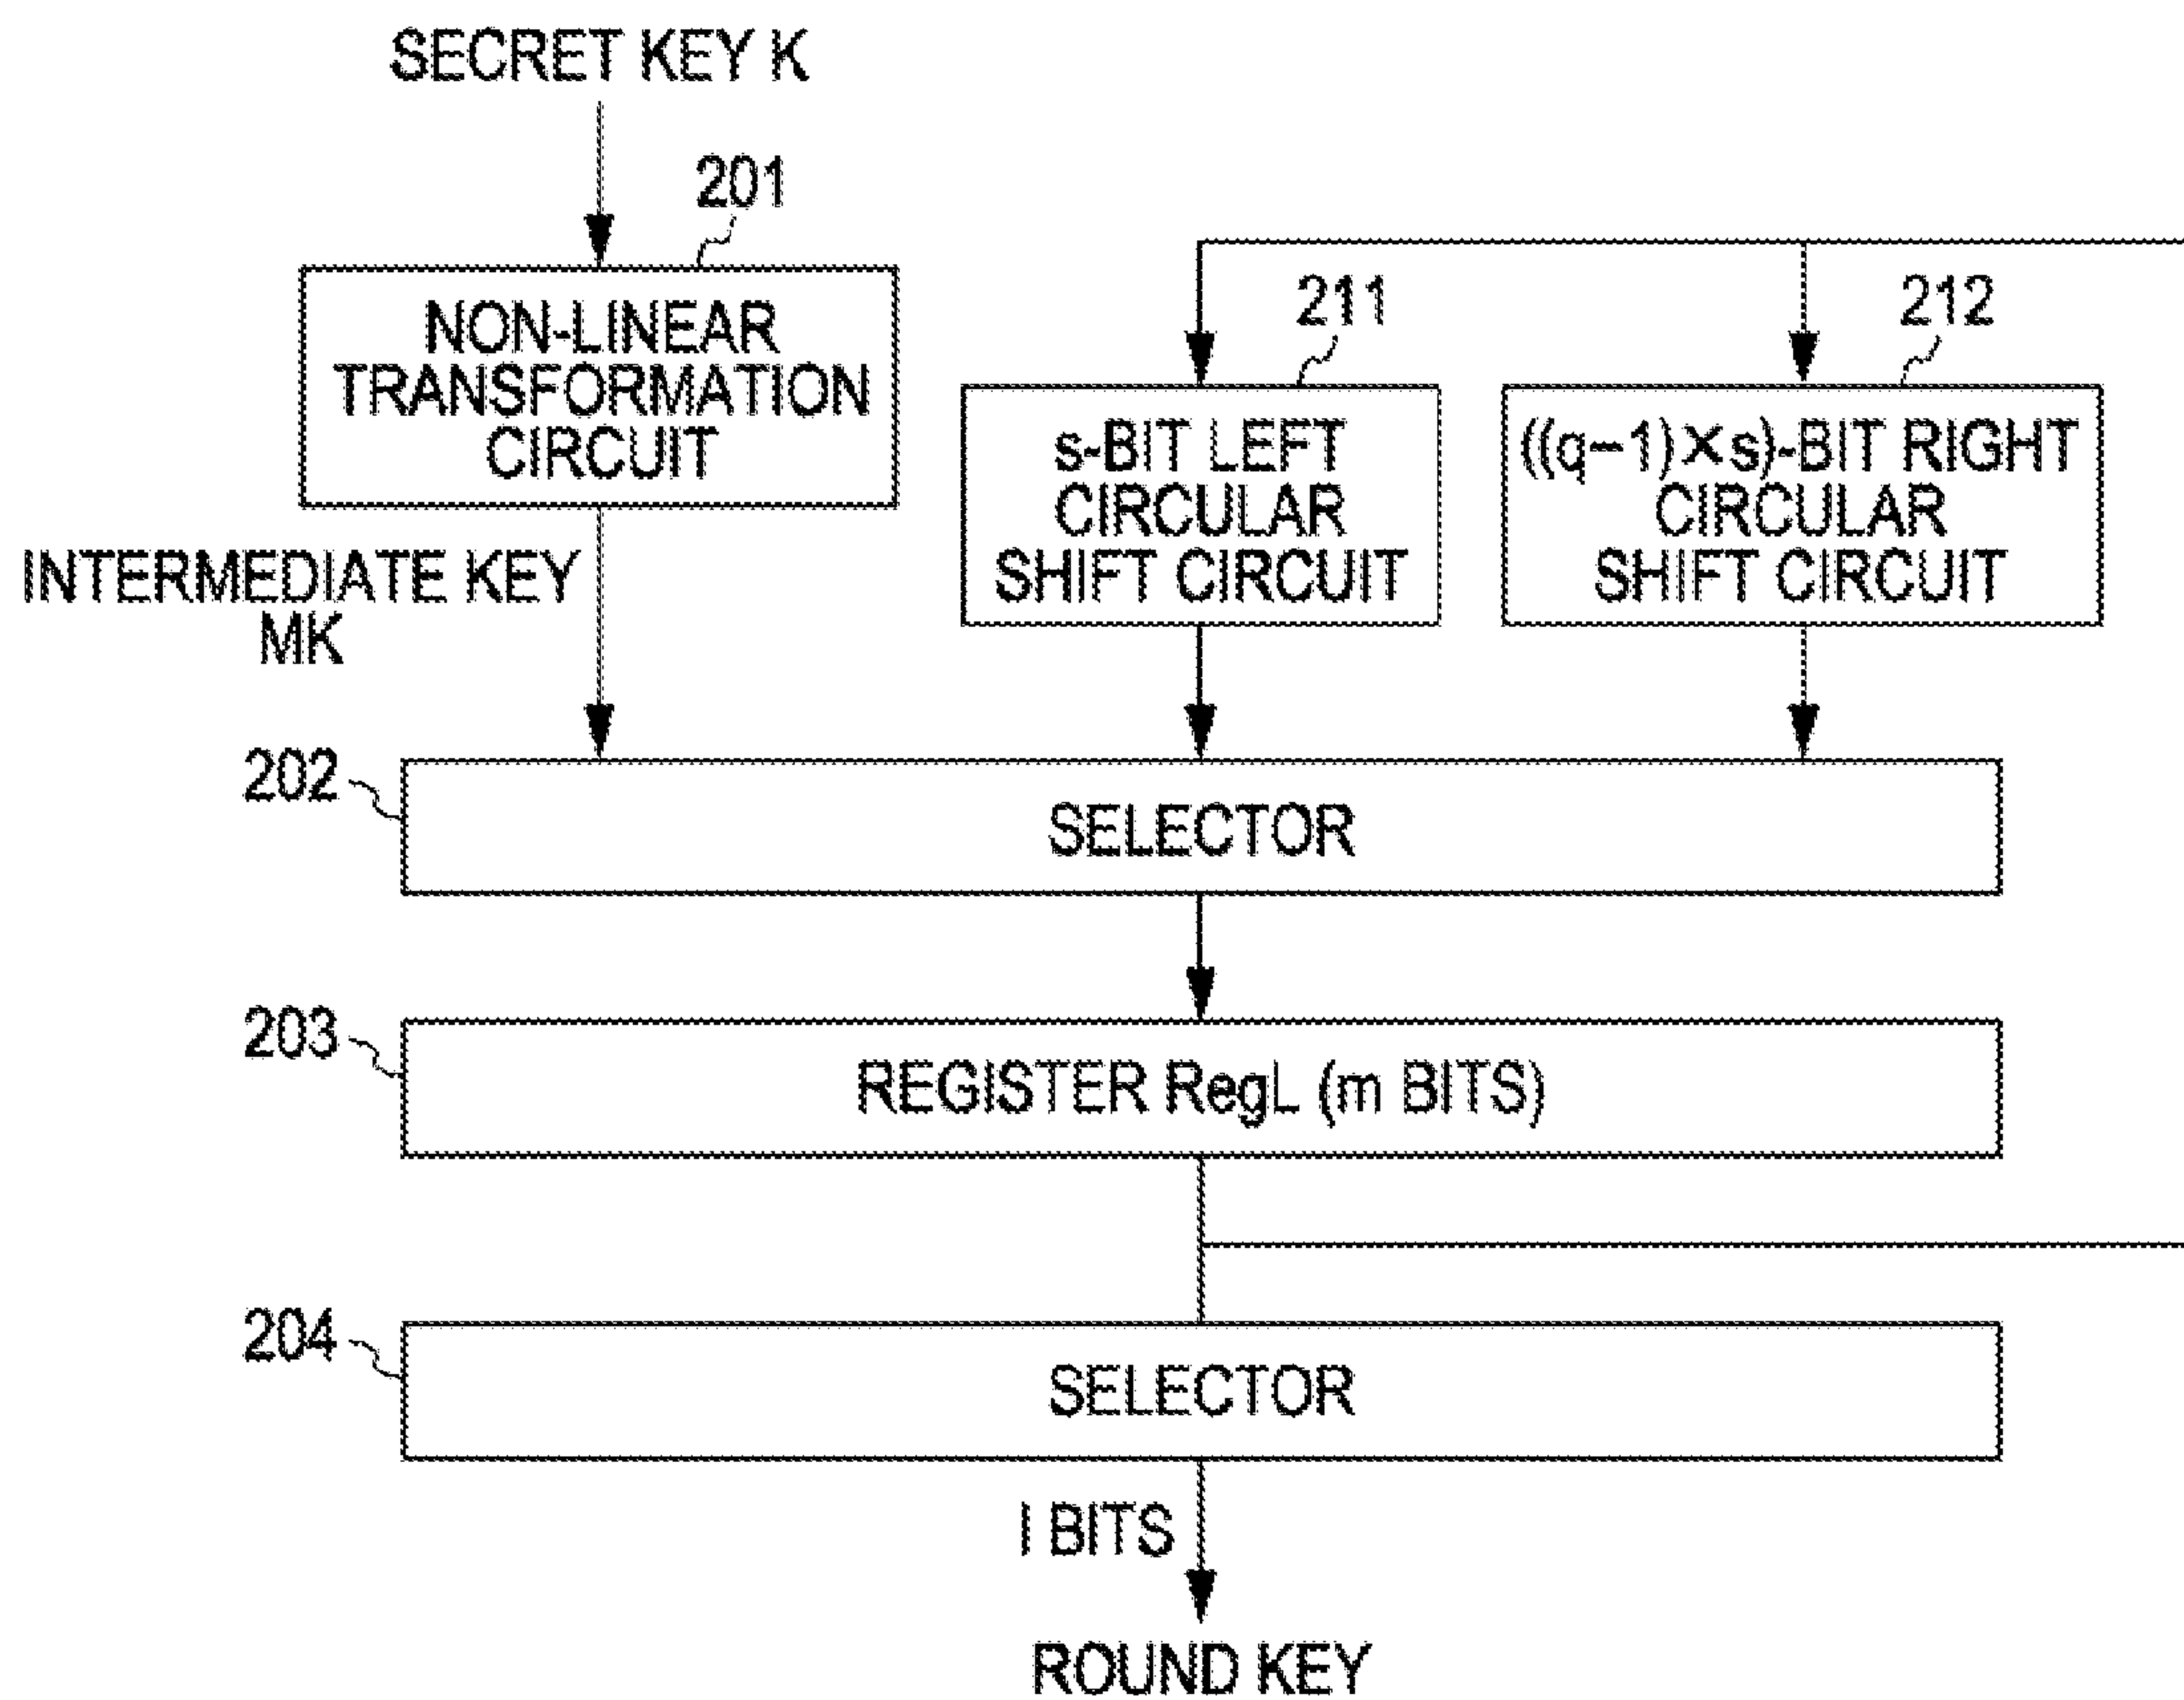 SECRET KEY K
201
NON-LINEAR
TRANSFORMATION
CIRCUIT
211
s-BIT LEFT
CIRCULAR
SHIFT CIRCUIT
212
((q−1)×s)-BIT RIGHT
CIRCULAR
SHIFT CIRCUIT
INTERMEDIATE KEY
MK
202
SELECTOR
203
REGISTER RegL (m BITS)
204
SELECTOR
l BITS
ROUND KEY